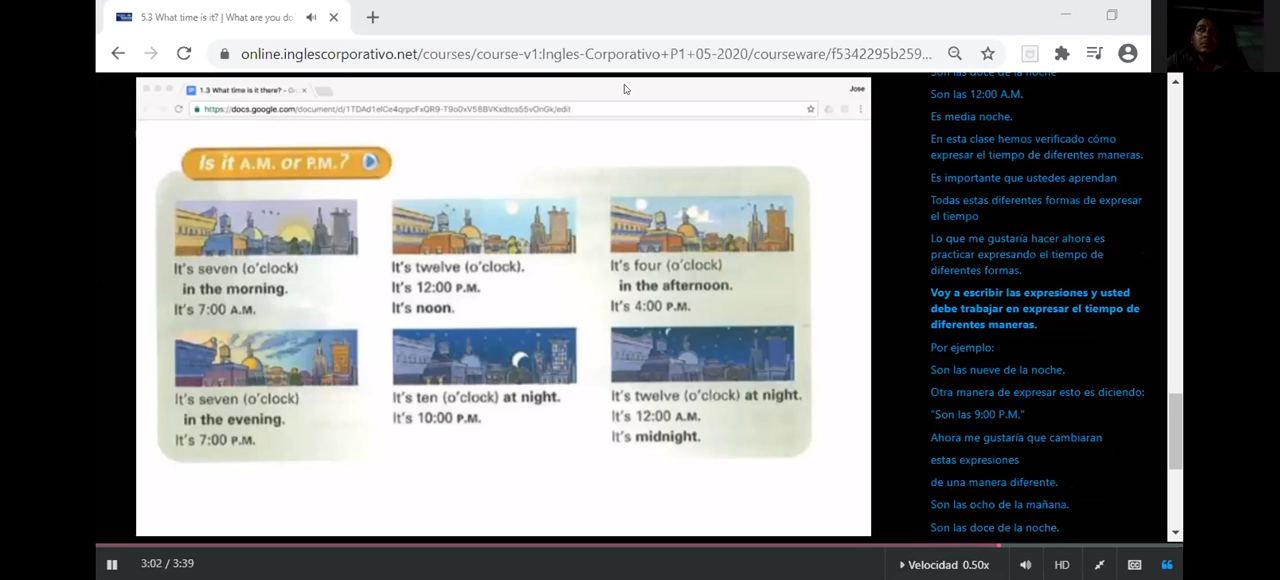 5.3 What time is it? | What are you do
online.inglescorporativo.net/courses/course-v1:Ingles-Corporativo+P1+05-2020/courseware/f5342295b259...
1.3 What time is it there? -
Jose
https://docs.google.com/document/d/1TDAd1elCe4qrpcFxQR9-T9o0xV58BVKxdtcs55vOnGk/edit
Is it A.M. or P.M.?
It's seven (o'clock)
in the morning.
It's 7:00 A.M.
It's twelve (o'clock).
It's 12:00 P.M.
It's noon.
It's four (o'clock)
in the afternoon.
It's 4:00 P.M.
It's seven (o'clock)
in the evening.
It's 7:00 P.M.
It's ten (o'clock) at night.
It's 10:00 P.M.
It's twelve (o'clock) at night.
It's 12:00 A.M.
It's midnight.
Son las doce de la noche
Son las 12:00 A.M.
Es media noche.
En esta clase hemos verificado cómo
expresar el tiempo de diferentes maneras.
Es importante que ustedes aprendan
Todas estas diferentes formas de expresar
el tiempo
Lo que me gustaría hacer ahora es
practicar expresando el tiempo de
diferentes formas.
Voy a escribir las expresiones y usted
debe trabajar en expresar el tiempo de
diferentes maneras.
Por ejemplo:
Son las nueve de la noche.
Otra manera de expresar esto es diciendo:
"Son las 9:00 P.M."
Ahora me gustaría que cambiaran
estas expresiones
de una manera diferente.
Son las ocho de la mañana.
Son las doce de la noche.
3:02 / 3:39
Velocidad 0.50x
HD
CC